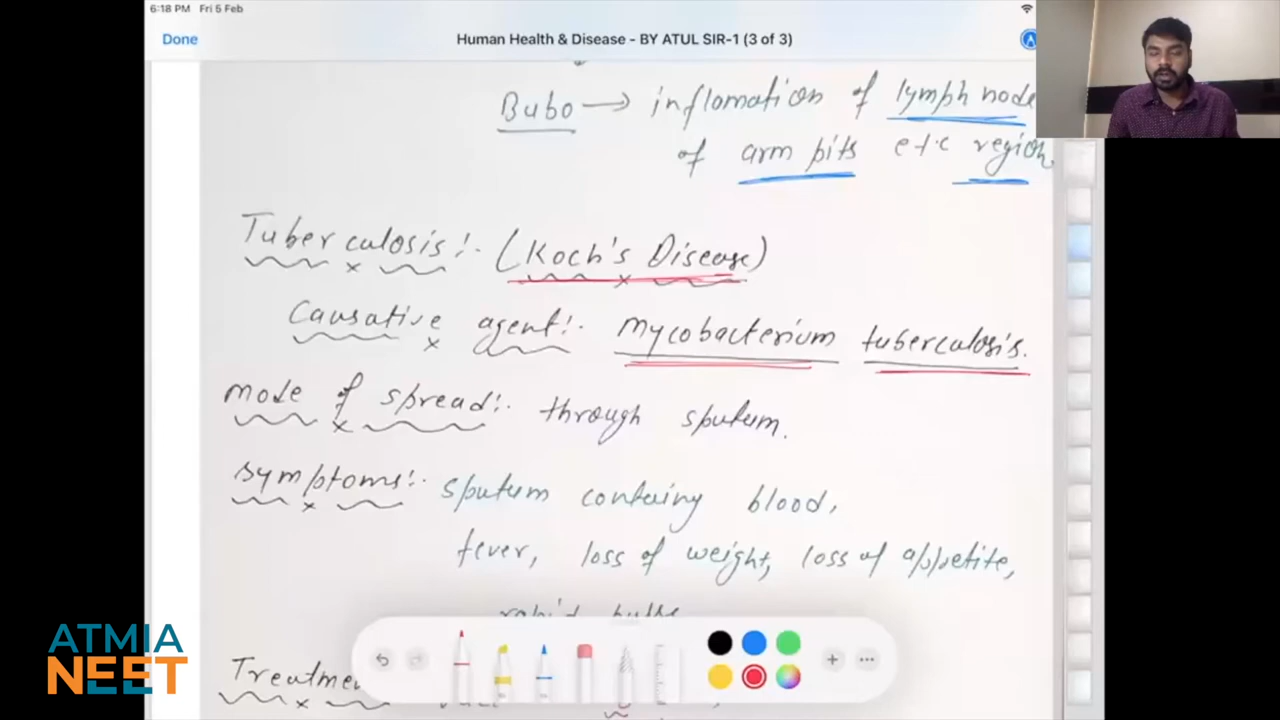 6:18 PM Fri 5 Feb
Done
Human Health & Disease - BY ATUL SIR-1 (3 of 3)
Bubo → inflomation of lymph node
of arm pits etc region
Tuberculosis:- (Koch's Disease)
Causative agent:- Mycobacterium tuberculosis.
mode of spread:- through sputum.
symptoms:- sputum containg blood,
fever, loss of weight, loss of appetite,
ATMIA
NEET